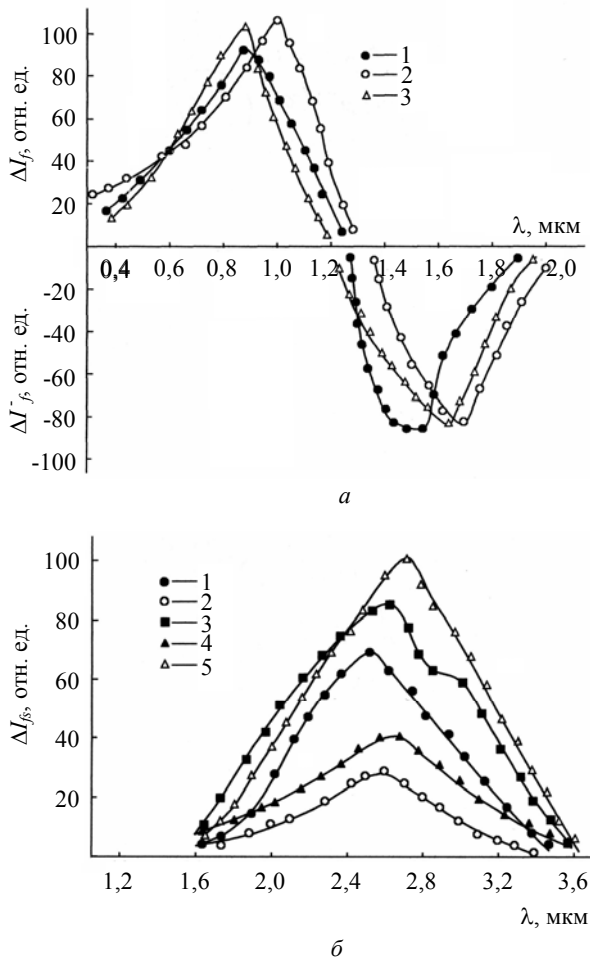 100
80
60
40
20
ΔI_f, отн. ед.
1
2
3
λ, мкм
0,4 0,6 0,8 1,0 1,2 1,4 1,6 1,8 2,0
-20
-40
-60
-80
-100
ΔI⁻_f, отн. ед.
а
100
80
60
40
20
ΔI_fs, отн. ед.
1
2
3
4
5
1,2 1,6 2,0 2,4 2,8 3,2 3,6
λ, мкм
б